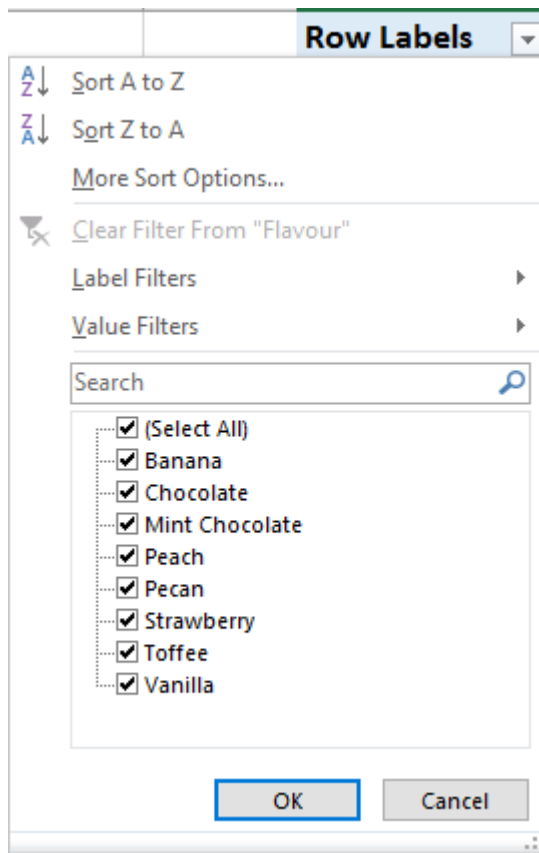 Row Labels
Sort A to Z
Sort Z to A
More Sort Options...
Clear Filter From "Flavour"
Label Filters
Value Filters
Search
(Select All)
Banana
Chocolate
Mint Chocolate
Peach
Pecan
Strawberry
Toffee
Vanilla
OK Cancel